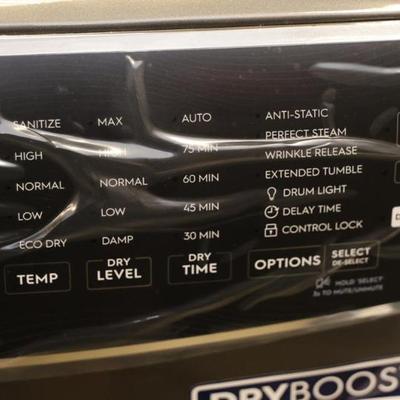 SANITIZE
HIGH
NORMAL
LOW
ECO DRY
TEMP
MAX
HIGH
NORMAL
LOW
DAMP
DRY
LEVEL
AUTO
75 MIN
60 MIN
45 MIN
30 MIN
DRY
TIME
ANTI-STATIC
PERFECT STEAM
WRINKLE RELEASE
EXTENDED TUMBLE
DRUM LIGHT
DELAY TIME
CONTROL LOCK
OPTIONS
SELECT
DE-SELECT
HOLD 'SELECT'
3s TO MUTE/UNMUTE
DRYBOOS